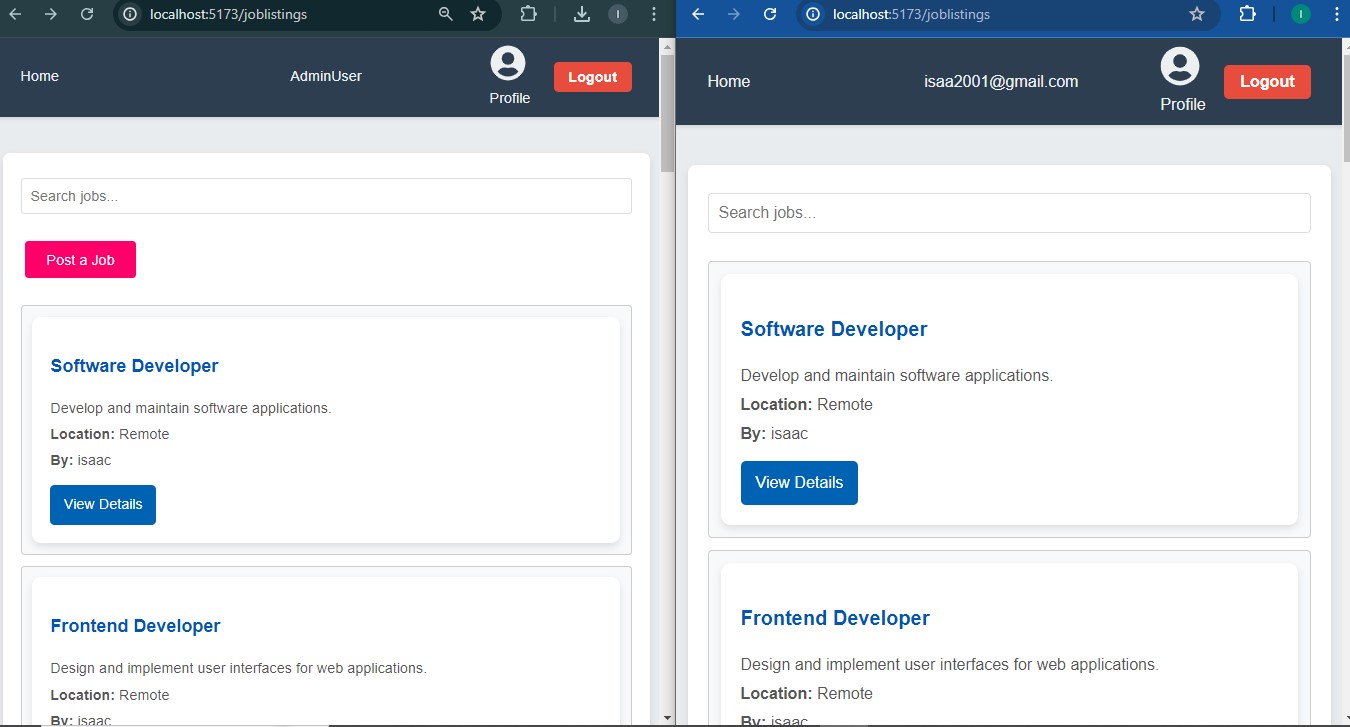 localhost:5173/joblistings
I
Home
AdminUser
Profile
Logout
Search jobs...
Post a Job
Software Developer
Develop and maintain software applications.
Location: Remote
By: isaac
View Details
Frontend Developer
Design and implement user interfaces for web applications.
Location: Remote
By: isaac
localhost:5173/joblistings
I
Home
isaa2001@gmail.com
Profile
Logout
Search jobs...
Software Developer
Develop and maintain software applications.
Location: Remote
By: isaac
View Details
Frontend Developer
Design and implement user interfaces for web applications.
Location: Remote
By: isaac